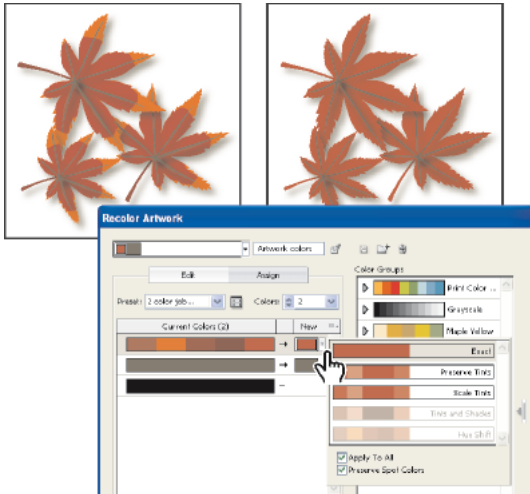 Recolor Artwork
Artwork colors
Edit Assign
Color Groups
Preset: 2 color job... Colors: 2
Print Color ...
Grayscale
Maple Yellow
Current Colors (2) New
Exact
Preserve Tints
Scale Tints
Tints and Shades
Hue Shift
Apply To All
Preserve Spot Colors